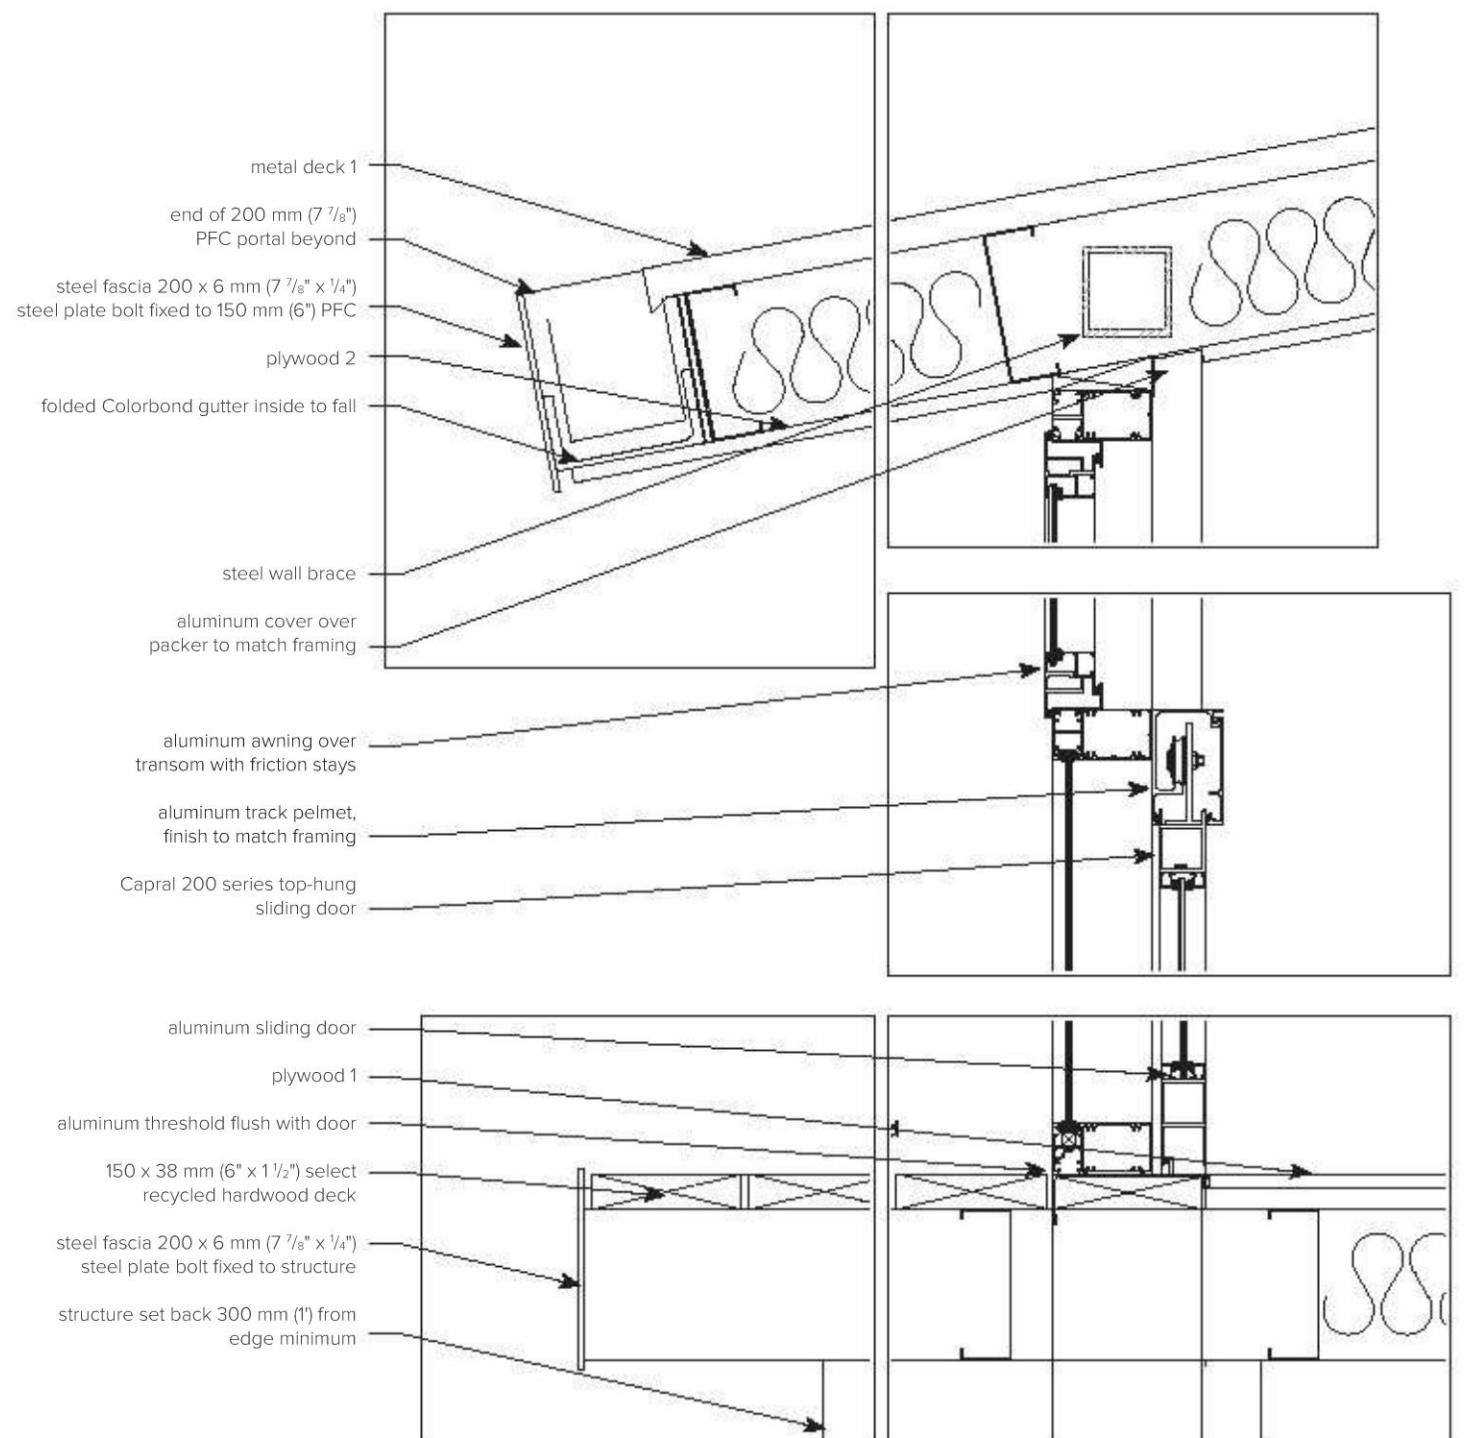 metal deck 1
end of 200 mm (7 7/8")
PFC portal beyond
steel fascia 200 x 6 mm (7 7/8" x 1/4")
steel plate bolt fixed to 150 mm (6") PFC
plywood 2
folded Colorbond gutter inside to fall
steel wall brace
aluminum cover over
packer to match framing
aluminum awning over
transom with friction stays
aluminum track pelmet,
finish to match framing
Capral 200 series top-hung
sliding door
aluminum sliding door
plywood 1
aluminum threshold flush with door
150 x 38 mm (6" x 1 1/2") select
recycled hardwood deck
steel fascia 200 x 6 mm (7 7/8" x 1/4")
steel plate bolt fixed to structure
structure set back 300 mm (1') from
edge minimum